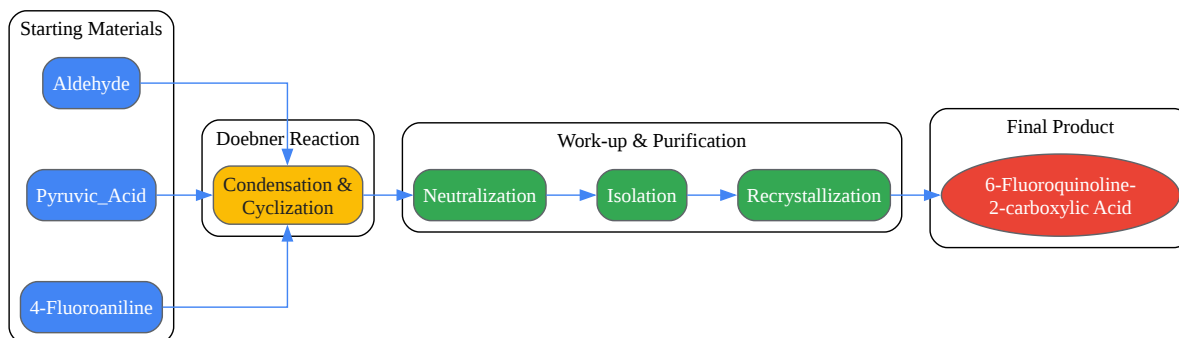 Starting Materials
Aldehyde
Pyruvic_Acid
4-Fluoroaniline
Doebner Reaction
Condensation &
Cyclization
Work-up & Purification
Neutralization
Isolation
Recrystallization
Final Product
6-Fluoroquinoline-
2-carboxylic Acid